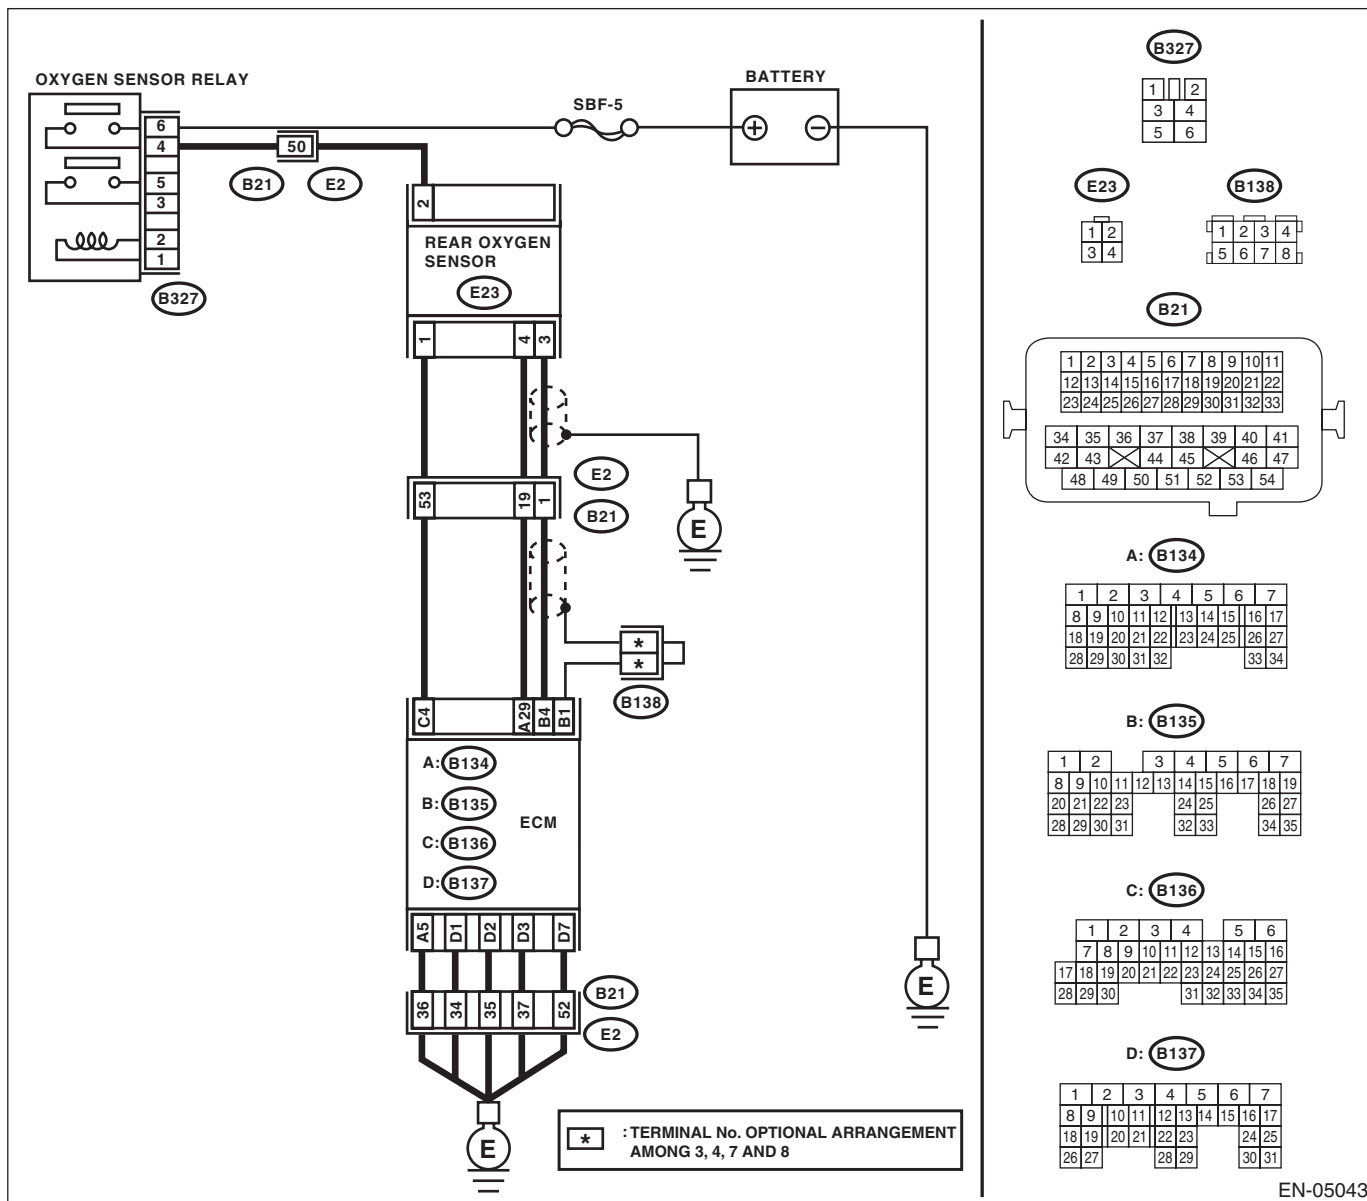 OXYGEN SENSOR RELAY
6
4
5
3
2
1
B327
50
B21
E2
SBF-5
BATTERY
+
−
2
REAR OXYGEN
SENSOR
E23
1
4
3
E2
B21
53
19
1
E
*
*
B138
C4
A29
B4
B1
A: B134
B: B135
C: B136
D: B137
ECM
A5
D1
D2
D3
D7
36
34
35
37
52
B21
E2
E
E
* : TERMINAL No. OPTIONAL ARRANGEMENT
AMONG 3, 4, 7 AND 8
B327
1 2
3 4
5 6
E23
1 2
3 4
B138
1 2 3 4
5 6 7 8
B21
1 2 3 4 5 6 7 8 9 10 11
12 13 14 15 16 17 18 19 20 21 22
23 24 25 26 27 28 29 30 31 32 33
34 35 36 37 38 39 40 41
42 43 44 45 46 47
48 49 50 51 52 53 54
A: B134
1 2 3 4 5 6 7
8 9 10 11 12 13 14 15 16 17
18 19 20 21 22 23 24 25 26 27
28 29 30 31 32 33 34
B: B135
1 2 3 4 5 6 7
8 9 10 11 12 13 14 15 16 17 18 19
20 21 22 23 24 25 26 27
28 29 30 31 32 33 34 35
C: B136
1 2 3 4 5 6
7 8 9 10 11 12 13 14 15 16
17 18 19 20 21 22 23 24 25 26 27
28 29 30 31 32 33 34 35
D: B137
1 2 3 4 5 6 7
8 9 10 11 12 13 14 15 16 17
18 19 20 21 22 23 24 25
26 27 28 29 30 31
EN-05043